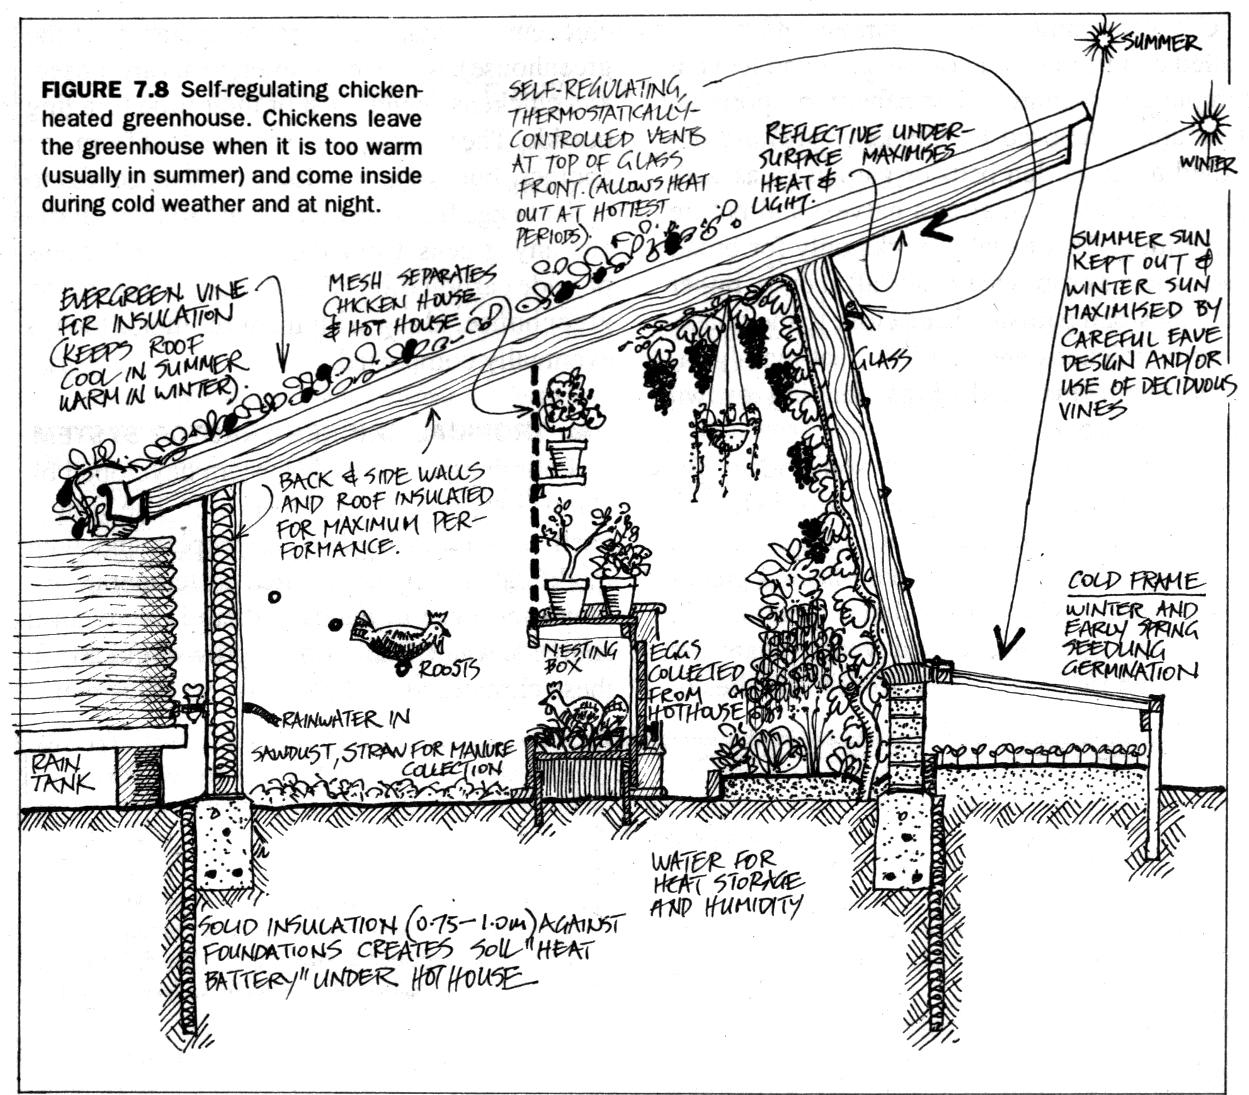 FIGURE 7.8 Self-regulating chicken-
heated greenhouse. Chickens leave
the greenhouse when it is too warm
(usually in summer) and come inside
during cold weather and at night.
SELF-REGULATING,
THERMOSTATICALLY-
CONTROLLED VENTS
AT TOP OF GLASS
FRONT. (ALLOWS HEAT
OUT AT HOTTEST
PERIODS).
REFLECTIVE UNDER-
SURFACE MAXIMISES
HEAT &
LIGHT.
SUMMER
WINTER
EVERGREEN VINE
FOR INSULATION
(KEEPS ROOF
COOL IN SUMMER
WARM IN WINTER).
MESH SEPARATES
CHICKEN HOUSE
& HOT HOUSE
SUMMER SUN
KEPT OUT &
WINTER SUN
MAXIMISED BY
CAREFUL EAVE
DESIGN AND/OR
USE OF DECIDUOUS
VINES
GLASS
BACK & SIDE WALLS
AND ROOF INSULATED
FOR MAXIMUM PER-
FORMANCE.
COLD FRAME
WINTER AND
EARLY SPRING
SEEDLING
GERMINATION
ROOSTS
NESTING
BOX
EGGS
COLLECTED
FROM
HOTHOUSE
RAINWATER IN
SAWDUST, STRAW FOR MANURE
COLLECTION
RAIN
TANK
WATER FOR
HEAT STORAGE
AND HUMIDITY
SOLID INSULATION (0.75-1.0m) AGAINST
FOUNDATIONS CREATES SOIL "HEAT
BATTERY" UNDER HOTHOUSE.